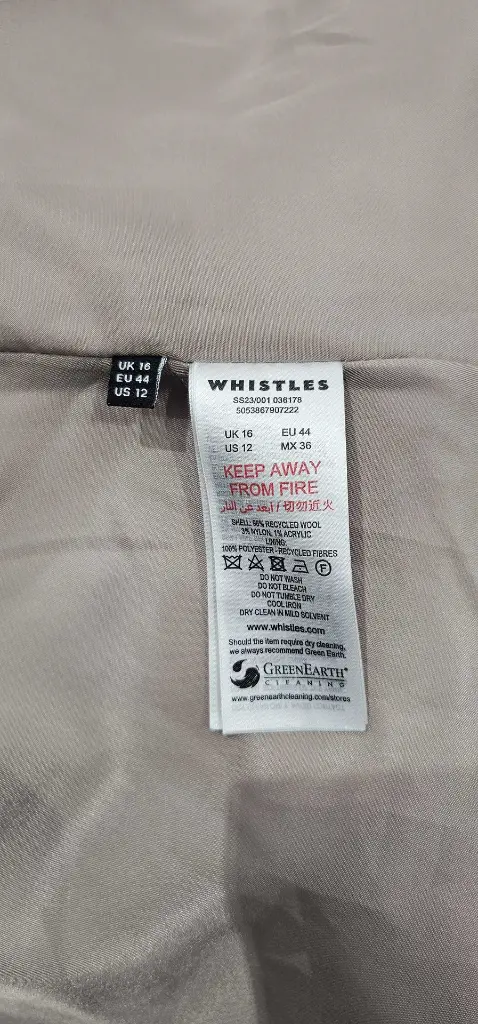 UK 16
EU 44
US 12
WHISTLES
SS23/001 036178
5053867907222
UK 16 EU 44
US 12 MX 36
KEEP AWAY
FROM FIRE
أبعد عن النار / 切勿近火
SHELL: 96% RECYCLED WOOL
3% NYLON, 1% ACRYLIC
LINING:
100% POLYESTER - RECYCLED FIBRES
F
DO NOT WASH
DO NOT BLEACH
DO NOT TUMBLE DRY
COOL IRON
DRY CLEAN IN MILD SOLVENT
www.whistles.com
Should the item require dry cleaning,
we always recommend Green Earth.
GREENEARTH®
CLEANING
www.greenearthcleaning.com/stores